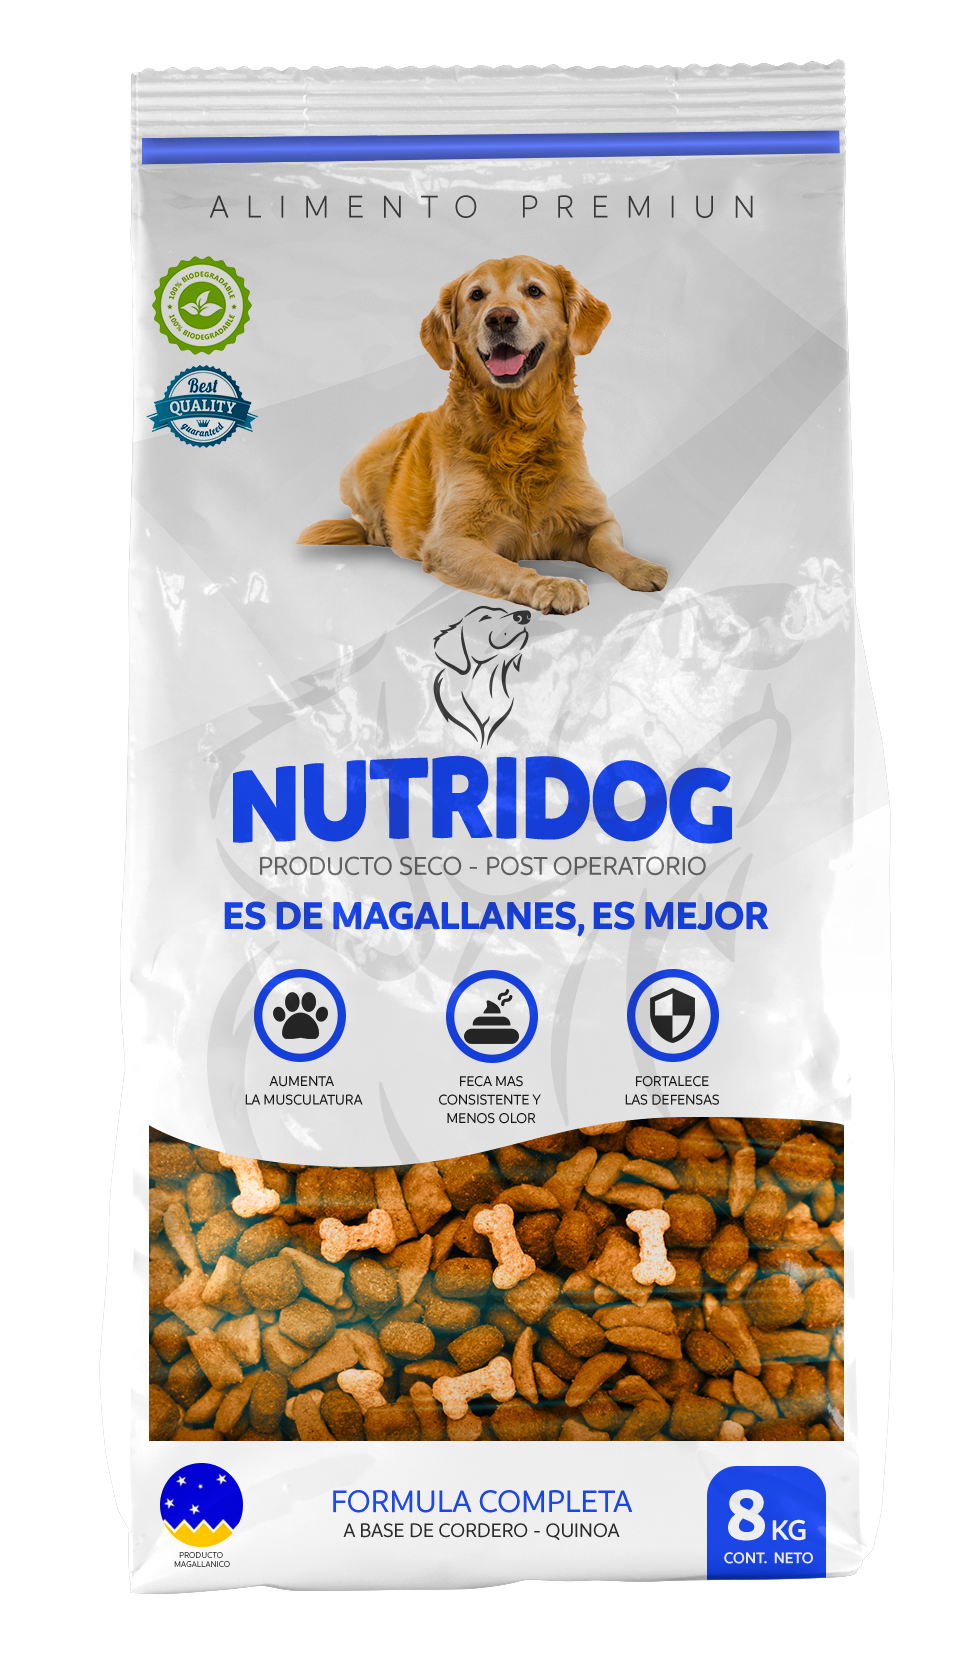 ALIMENTO PREMIUN
100% BIODEGRADABLE
100% BIODEGRADABLE
Best
QUALITY
guaranteed
NUTRIDOG
PRODUCTO SECO - POST OPERATORIO
ES DE MAGALLANES, ES MEJOR
AUMENTA
LA MUSCULATURA
FECA MAS
CONSISTENTE Y
MENOS OLOR
FORTALECE
LAS DEFENSAS
PRODUCTO
MAGALLANICO
FORMULA COMPLETA
A BASE DE CORDERO - QUINOA
8 KG
CONT. NETO